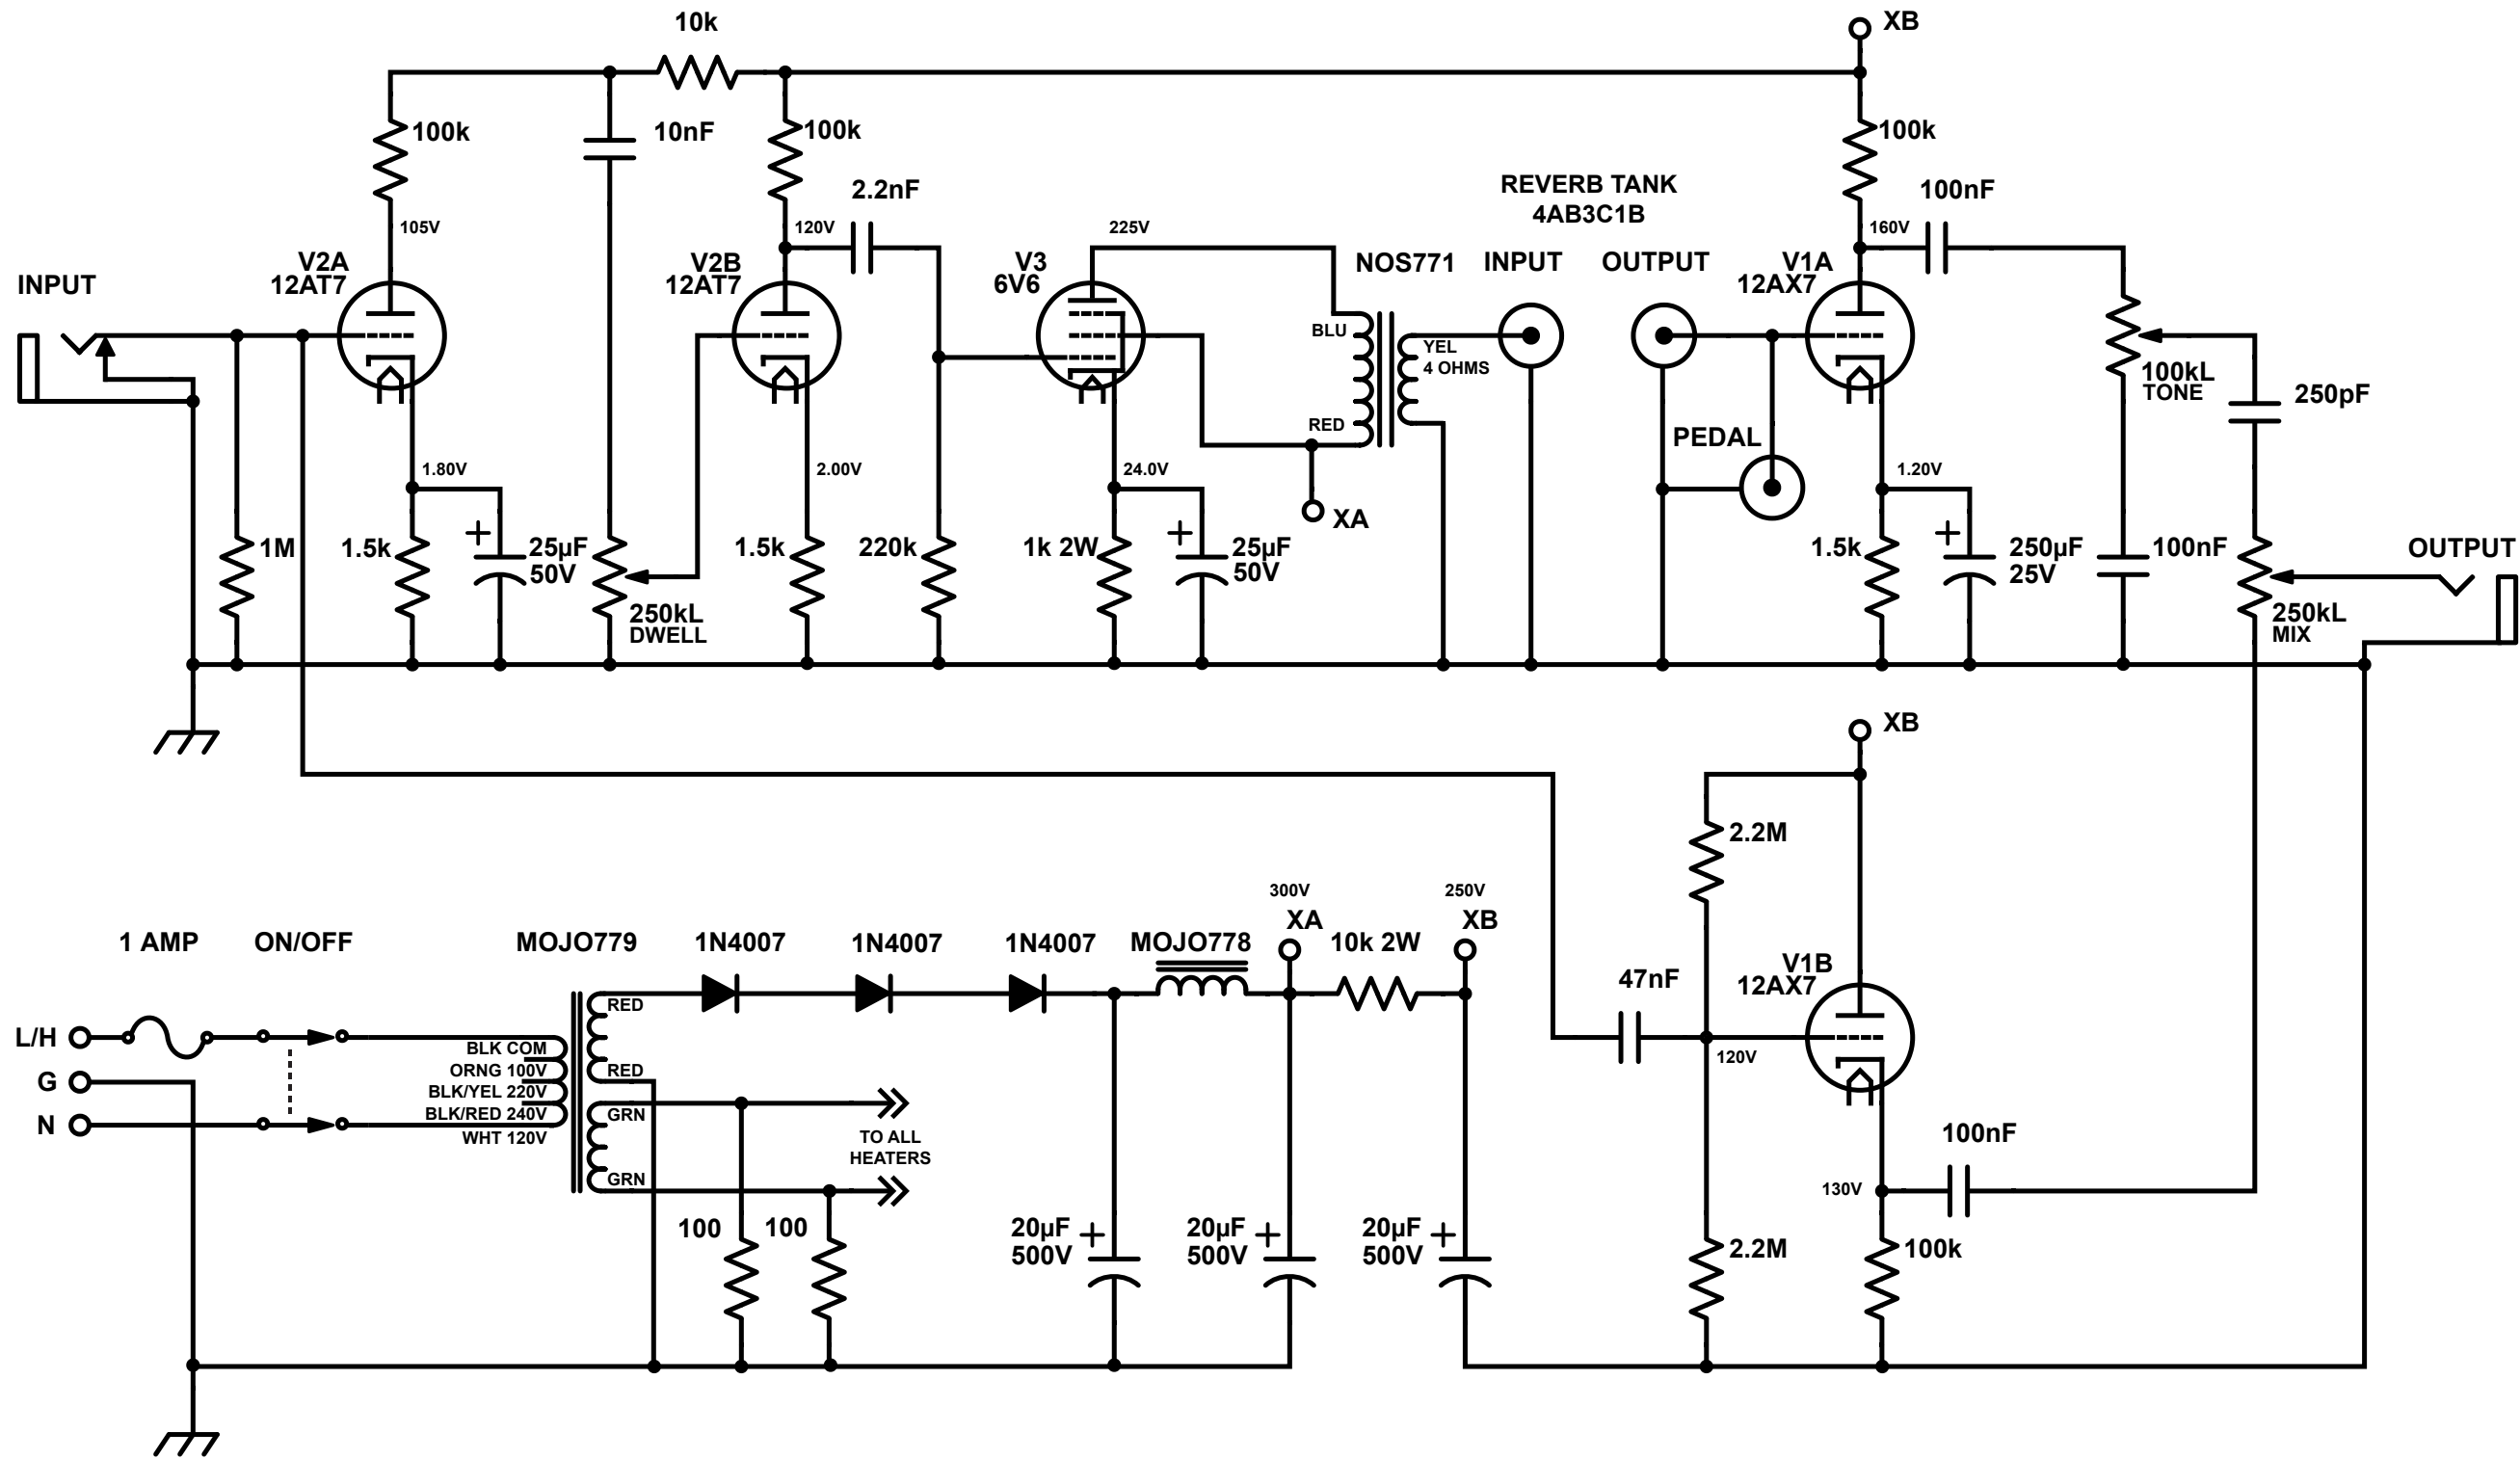 10k
XB
100k
10nF
100k
100k
2.2nF
REVERB TANK
4AB3C1B
100nF
105V
120V
225V
160V
INPUT
V2A
12AT7
V2B
12AT7
V3
6V6
NOS771
INPUT
OUTPUT
V1A
12AX7
BLU
YEL
4 OHMS
100kL
TONE
250pF
RED
PEDAL
1.80V
2.00V
24.0V
1.20V
XA
1M
1.5k
25µF
50V
250kL
DWELL
1.5k
220k
1k 2W
25µF
50V
1.5k
250µF
25V
100nF
250kL
MIX
OUTPUT
XB
2.2M
300V
XA
250V
XB
1 AMP
ON/OFF
MOJO779
1N4007
1N4007
1N4007
MOJO778
10k 2W
47nF
V1B
12AX7
120V
L/H
G
N
BLK COM
ORNG 100V
BLK/YEL 220V
BLK/RED 240V
WHT 120V
RED
RED
GRN
GRN
TO ALL
HEATERS
100nF
130V
100
100
20µF
500V
20µF
500V
20µF
500V
2.2M
100k